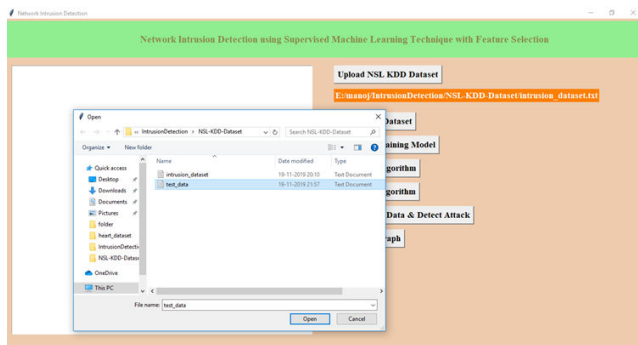 Network Intrusion Detection
Network Intrusion Detection using Supervised Machine Learning Technique with Feature Selection
Upload NSL KDD Dataset
E:/manoj/IntrusionDetection/NSL-KDD-Dataset/intrusion_dataset.txt
Dataset
aining Model
gorithm
gorithm
Data & Detect Attack
aph
Open
« IntrusionDetection > NSL-KDD-Dataset
Search NSL-KDD-Dataset
Organize
New folder
Name
Date modified
Type
Quick access
Desktop
Downloads
Documents
Pictures
folder
heart_dataset
IntrusionDetectio
NSL-KDD-Datas
OneDrive
This PC
intrusion_dataset
19-11-2019 20:10
Text Document
test_data
19-11-2019 21:57
Text Document
File name:
test_data
Open
Cancel